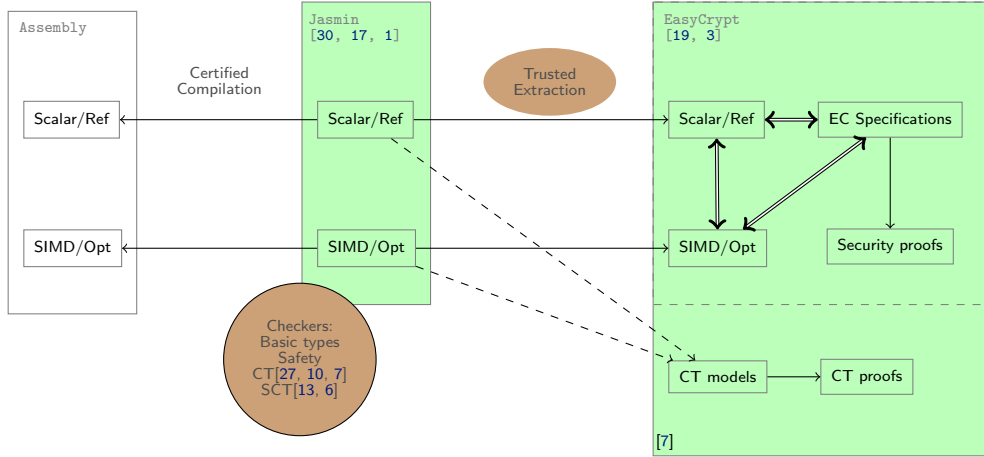 Assembly
Jasmin
[30, 17, 1]
EasyCrypt
[19, 3]
Certified
Compilation
Trusted
Extraction
Scalar/Ref
Scalar/Ref
Scalar/Ref
EC Specifications
SIMD/Opt
SIMD/Opt
SIMD/Opt
Security proofs
Checkers:
Basic types
Safety
CT[27, 10, 7]
SCT[13, 6]
CT models
CT proofs
[7]